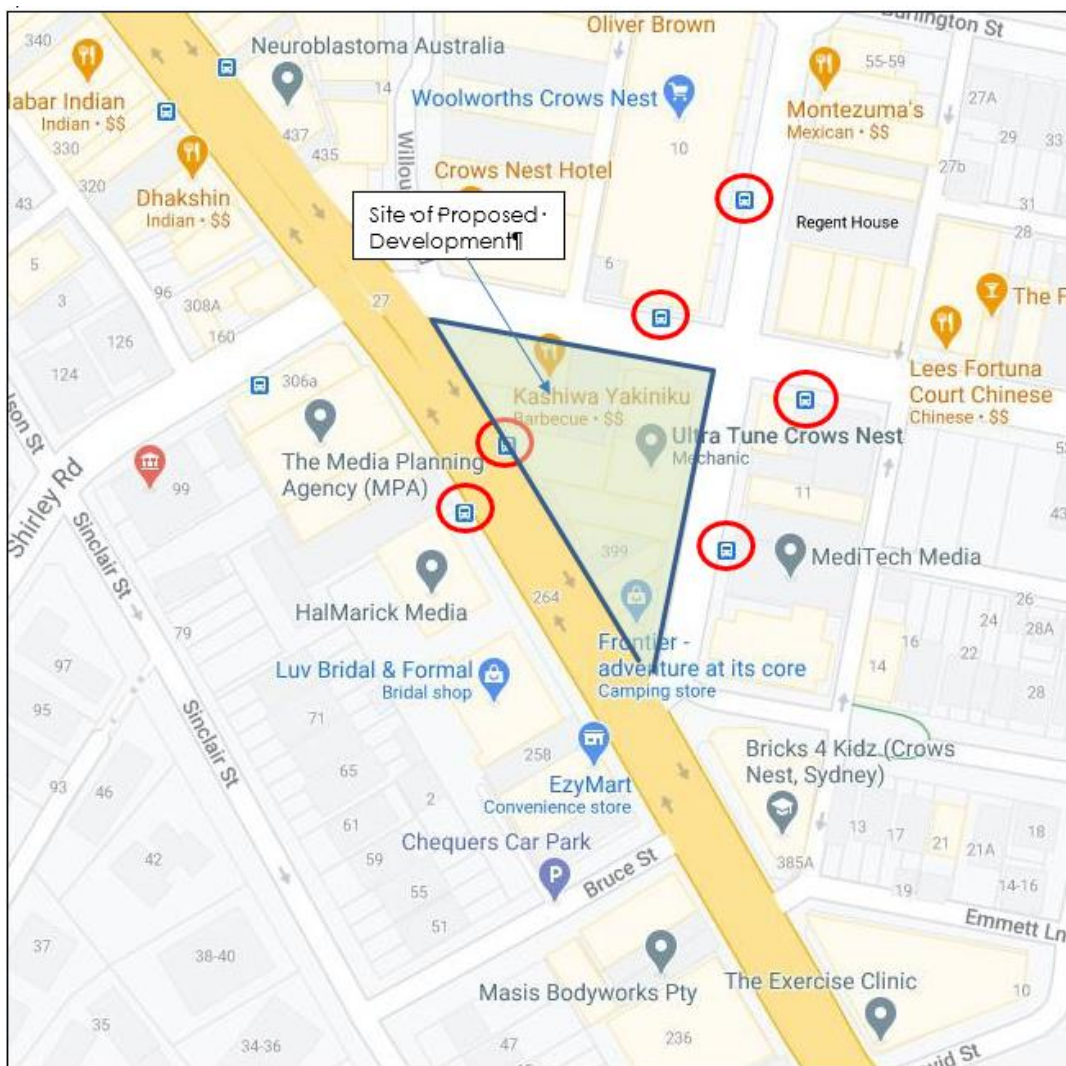 340
Neuroblastoma Australia
Oliver Brown
55-59
Indian
Indian • $$
14
Woolworths Crows Nest
Montezuma's
Mexican • $$
27A
330
437
435
10
29
33
320
Crows Nest Hotel
27b
43
Dhakshin
Indian • $$
Site of Proposed·
Development¶
Regent House
31
28
5
96
6
3
308A
27
The
126
160
Lees Fortuna
Court Chinese
Chinese • $$
124
306a
Kashiwa Yakiniku
Barbecue • $$
Ultra Tune Crows Nest
Mechanic
The Media Planning
Agency (MPA)
99
11
43
Shirley Rd
Sinclair St
399
MediTech Media
HalMarick Media
264
26
24
28A
79
Frontier -
adventure at its core
Camping store
16
22
97
Luv Bridal & Formal
Bridal shop
14
28
95
Sinclair St
71
Bricks 4 Kidz (Crows
Nest, Sydney)
258
93
46
65
EzyMart
Convenience store
2
61
13
17
21
21A
18
42
Chequers Car Park
59
385A
55
Bruce St
19
14-16
51
Emmett Ln
37
38-40
Masis Bodyworks Pty
The Exercise Clinic
10
35
34-36
47
236
St